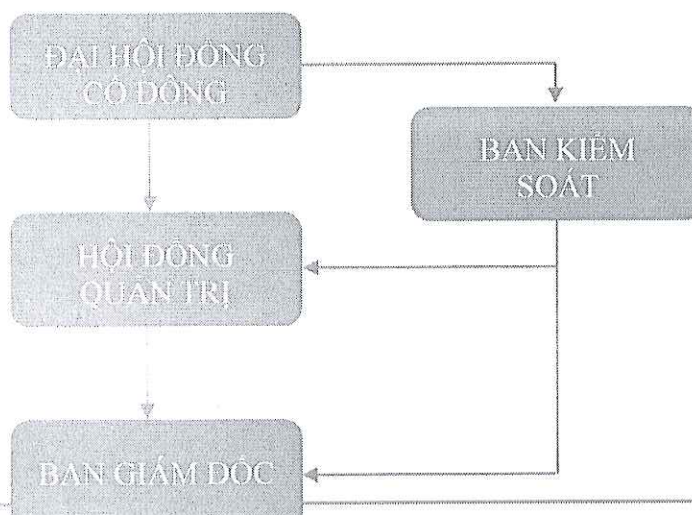 ĐẠI HỘI ĐỒNG
CỔ ĐÔNG
BAN KIỂM
SOÁT
HỘI ĐỒNG
QUẢN TRỊ
BAN GIÁM ĐỐC